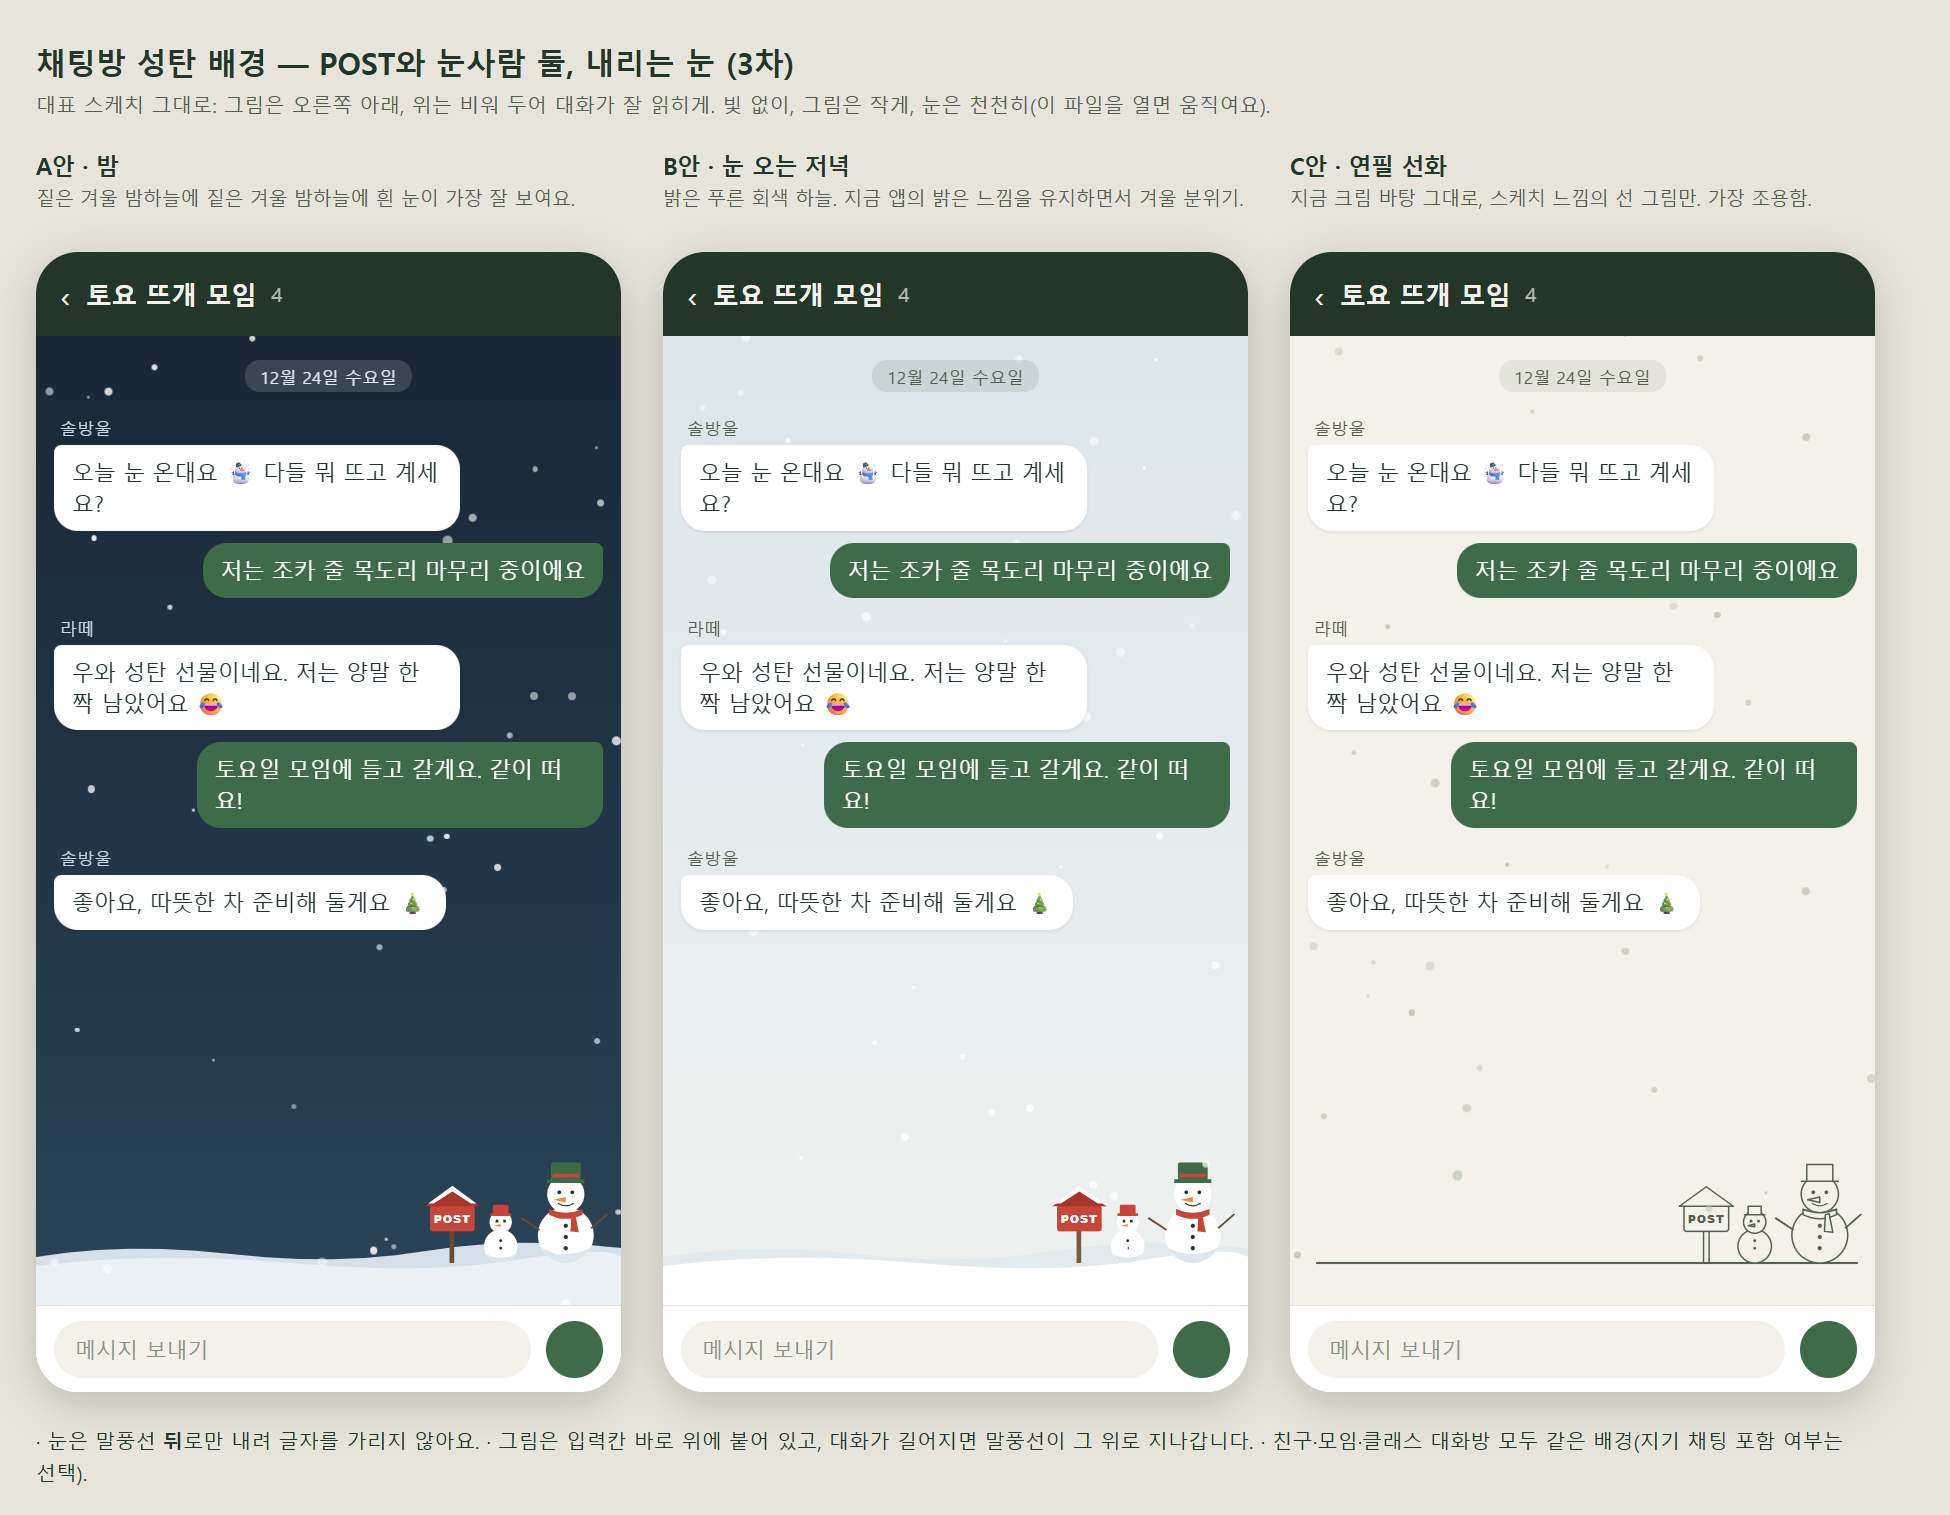 채팅방 성탄 배경 — POST와 눈사람 둘, 내리는 눈 (3차)
대표 스케치 그대로: 그림은 오른쪽 아래, 위는 비워 두어 대화가 잘 읽히게. 빛 없이, 그림은 작게, 눈은 천천히(이 파일을 열면 움직여요).
A안 · 밤
짙은 겨울 밤하늘에 짙은 겨울 밤하늘에 흰 눈이 가장 잘 보여요.
‹ 토요 뜨개 모임 4
12월 24일 수요일
솔방울
오늘 눈 온대요 ☃️ 다들 뭐 뜨고 계세
요?
저는 조카 줄 목도리 마무리 중이에요
라떼
우와 성탄 선물이네요. 저는 양말 한
짝 남았어요 😂
토요일 모임에 들고 갈게요. 같이 떠
요!
솔방울
좋아요, 따뜻한 차 준비해 둘게요 🎄
POST
메시지 보내기
B안 · 눈 오는 저녁
밝은 푸른 회색 하늘. 지금 앱의 밝은 느낌을 유지하면서 겨울 분위기.
‹ 토요 뜨개 모임 4
12월 24일 수요일
솔방울
오늘 눈 온대요 ☃️ 다들 뭐 뜨고 계세
요?
저는 조카 줄 목도리 마무리 중이에요
라떼
우와 성탄 선물이네요. 저는 양말 한
짝 남았어요 😂
토요일 모임에 들고 갈게요. 같이 떠
요!
솔방울
좋아요, 따뜻한 차 준비해 둘게요 🎄
POST
메시지 보내기
C안 · 연필 선화
지금 크림 바탕 그대로, 스케치 느낌의 선 그림만. 가장 조용함.
‹ 토요 뜨개 모임 4
12월 24일 수요일
솔방울
오늘 눈 온대요 ☃️ 다들 뭐 뜨고 계세
요?
저는 조카 줄 목도리 마무리 중이에요
라떼
우와 성탄 선물이네요. 저는 양말 한
짝 남았어요 😂
토요일 모임에 들고 갈게요. 같이 떠
요!
솔방울
좋아요, 따뜻한 차 준비해 둘게요 🎄
POST
메시지 보내기
· 눈은 말풍선 뒤로만 내려 글자를 가리지 않아요. · 그림은 입력칸 바로 위에 붙어 있고, 대화가 길어지면 말풍선이 그 위로 지나갑니다. · 친구·모임·클래스 대화방 모두 같은 배경(지기 채팅 포함 여부는
선택).